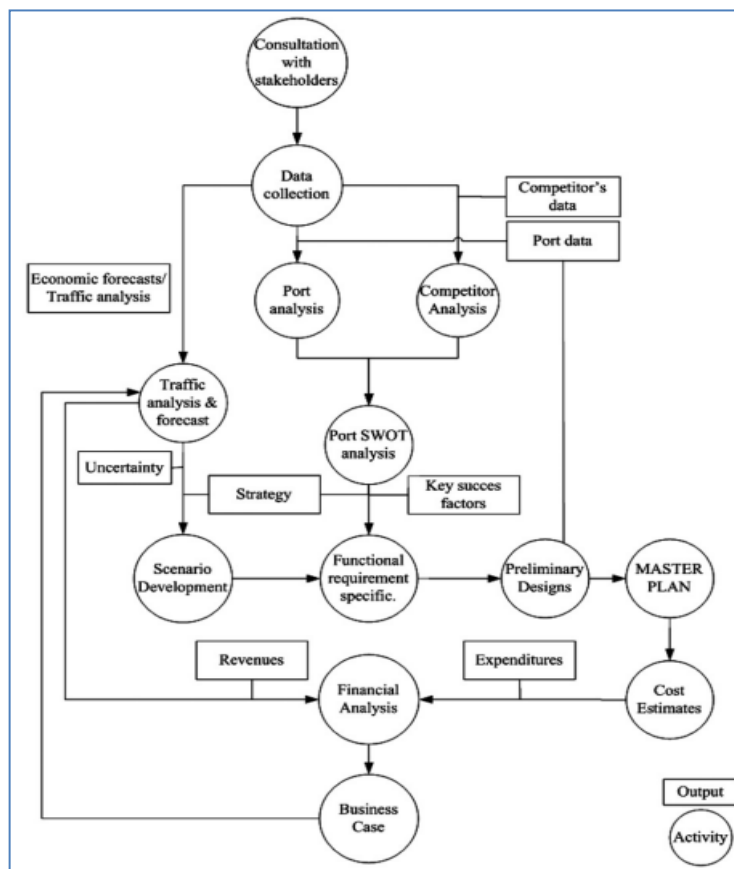 Consultation
with
stakeholders
Data
collection
Competitor's
data
Port data
Economic forecasts/
Traffic analysis
Port
analysis
Competitor
Analysis
Traffic
analysis &
forecast
Port SWOT
analysis
Uncertainty
Strategy
Key succes
factors
Scenario
Development
Functional
requirement
specific.
Preliminary
Designs
MASTER
PLAN
Revenues
Expenditures
Financial
Analysis
Cost
Estimates
Business
Case
Output
Activity